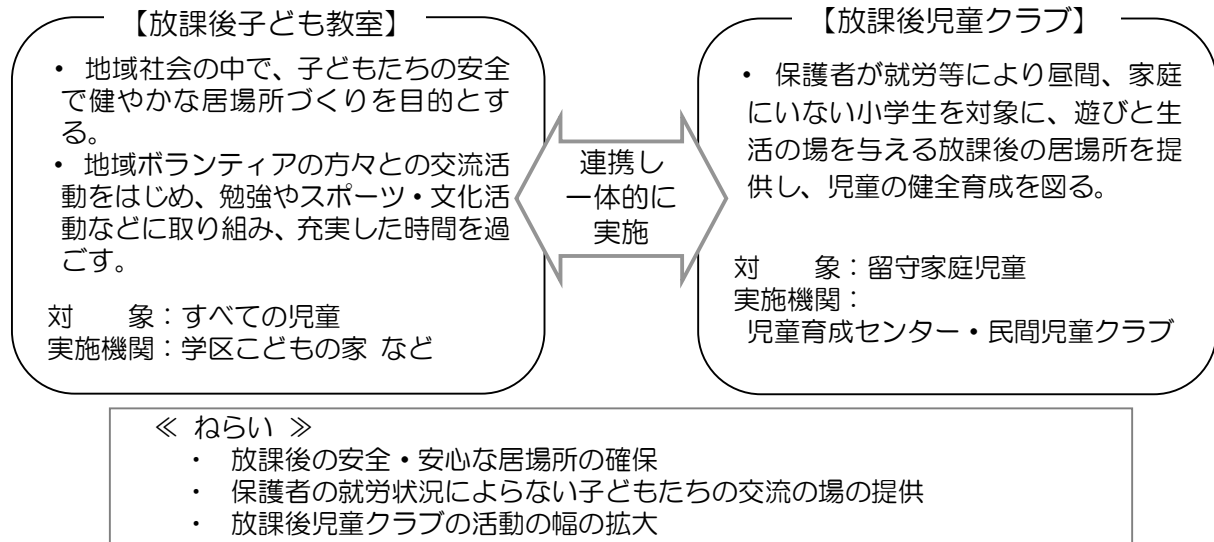 【放課後子ども教室】
・ 地域社会の中で、子どもたちの安全
で健やかな居場所づくりを目的とす
る。
・ 地域ボランティアの方々との交流活
動をはじめ、勉強やスポーツ・文化活
動などに取り組み、充実した時間を過
ごす。
対　　象：すべての児童
実施機関：学区こどもの家 など
連携し
一体的に
実施
【放課後児童クラブ】
・ 保護者が就労等により昼間、家庭
にいない小学生を対象に、遊びと生
活の場を与える放課後の居場所を提
供し、児童の健全育成を図る。
対　　象：留守家庭児童
実施機関：
児童育成センター・民間児童クラブ
≪ ねらい ≫
・ 放課後の安全・安心な居場所の確保
・ 保護者の就労状況によらない子どもたちの交流の場の提供
・ 放課後児童クラブの活動の幅の拡大